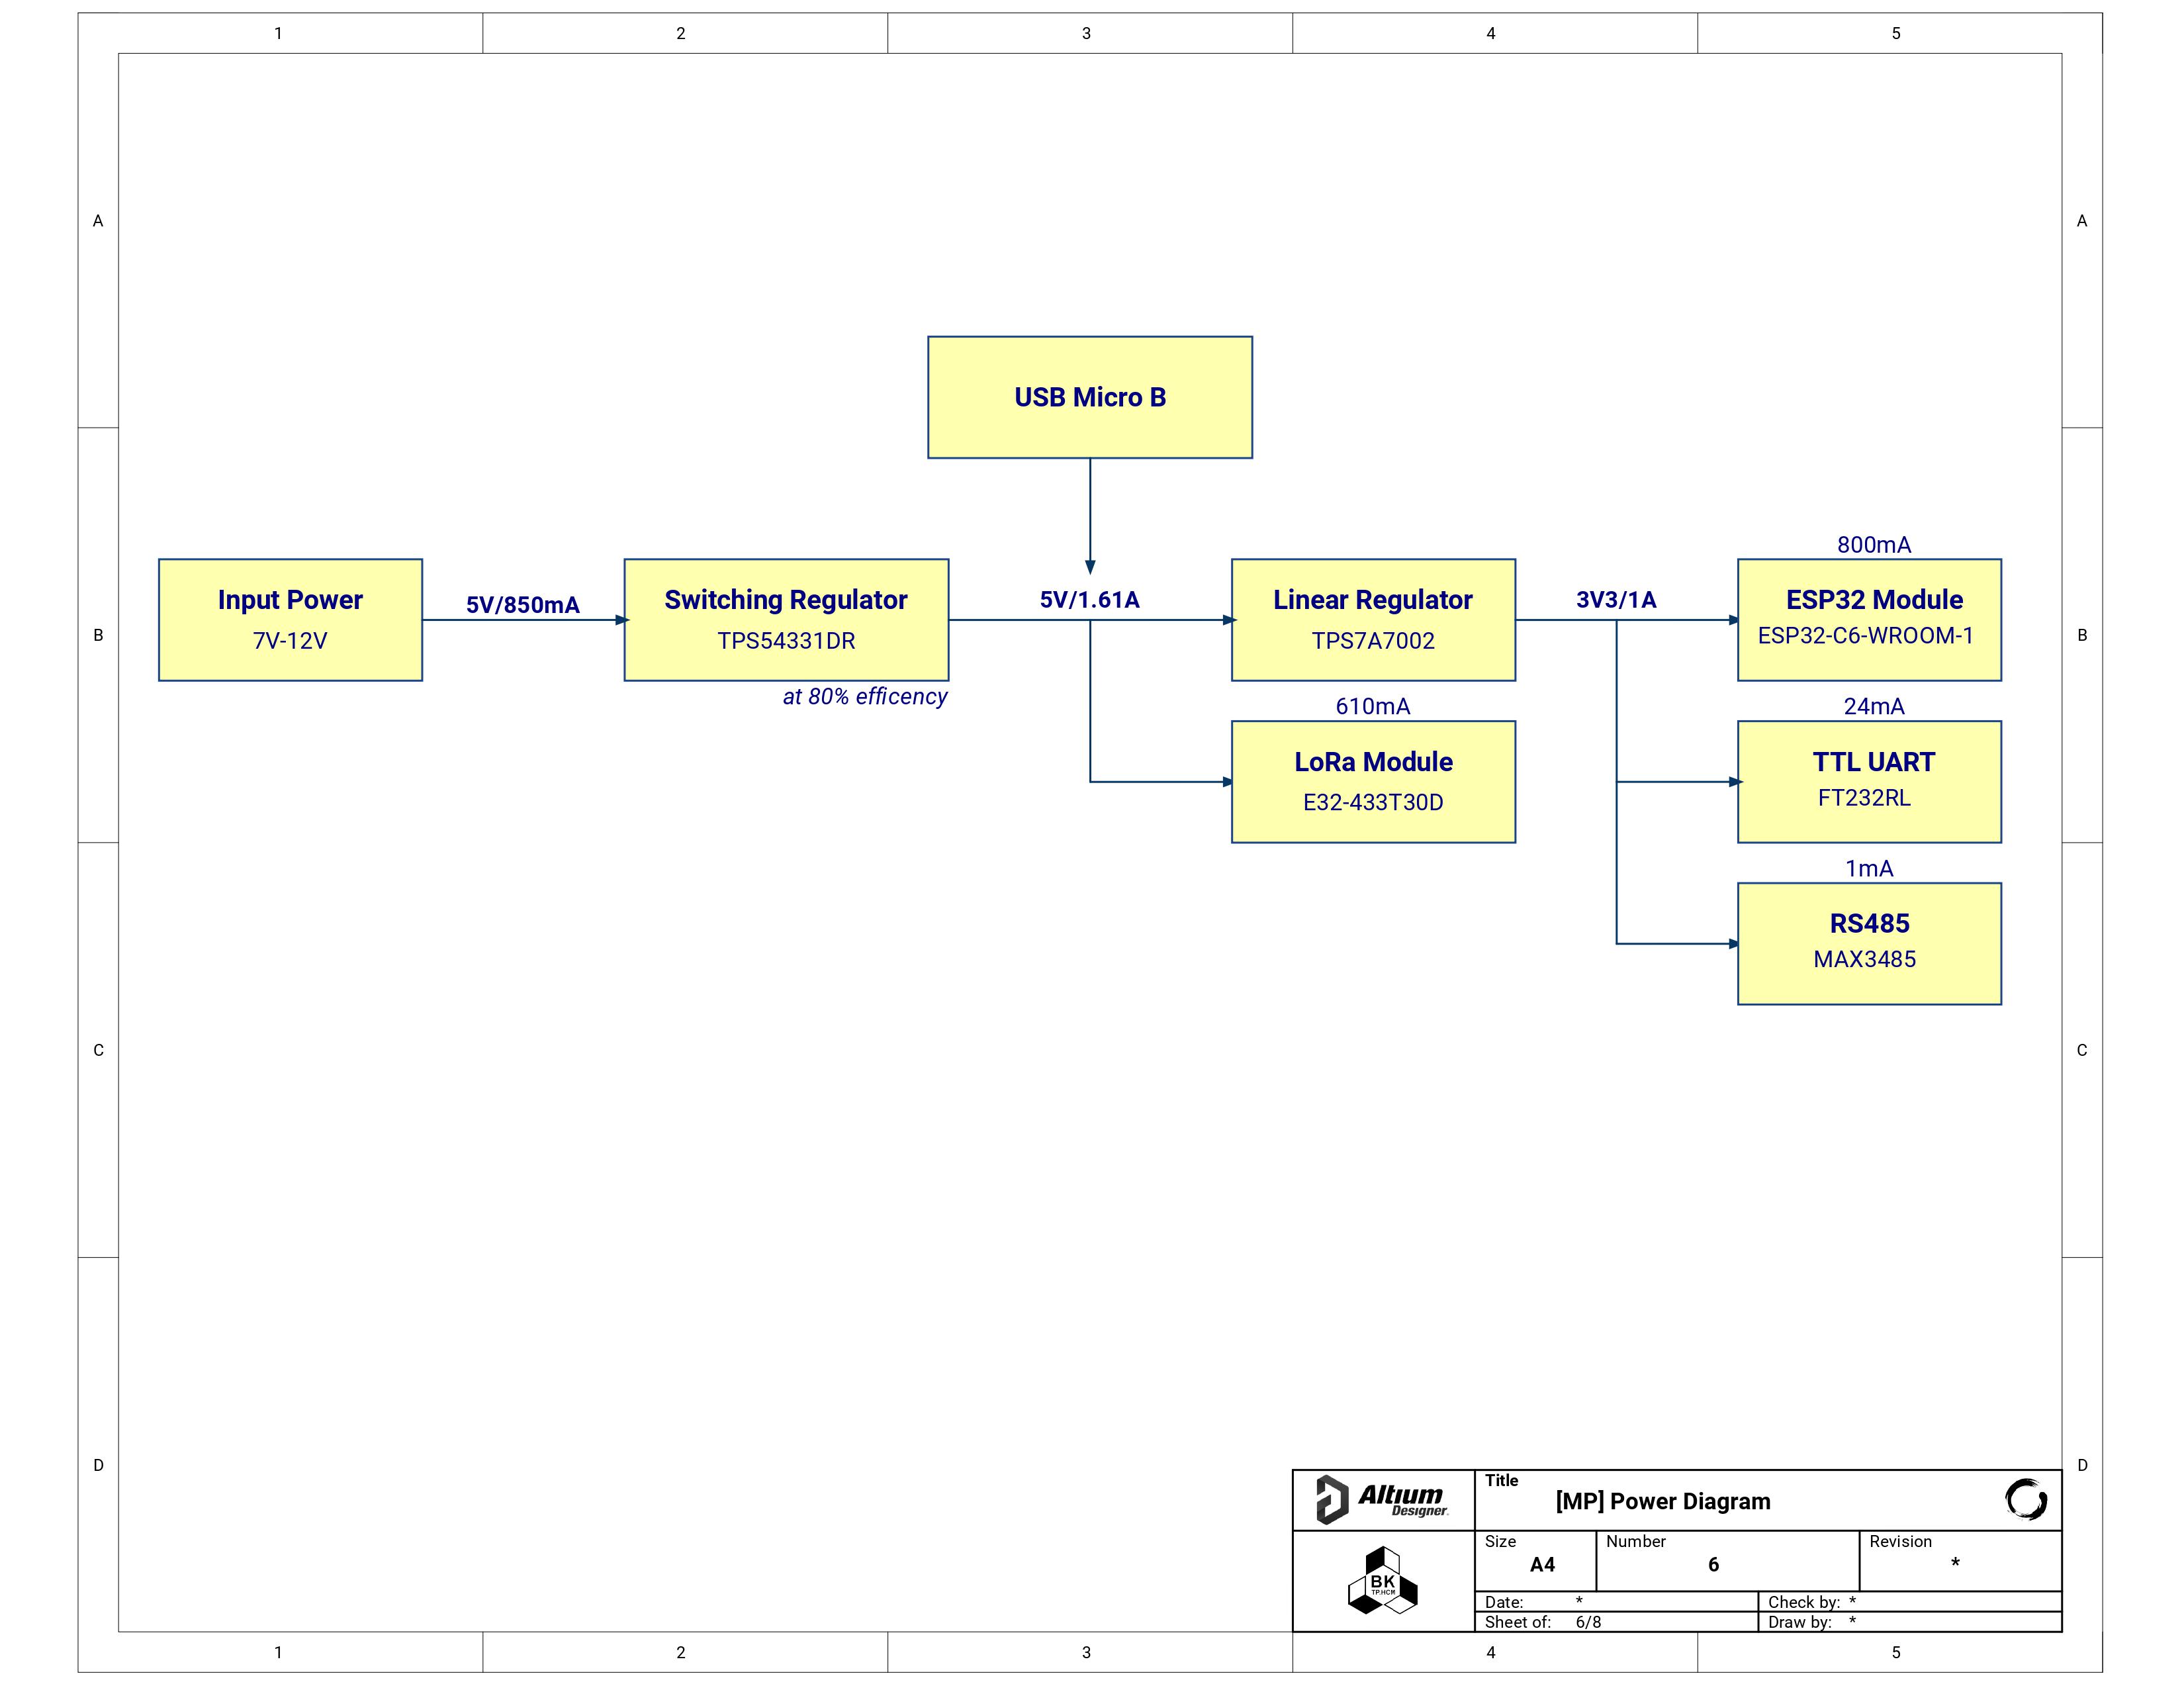 1 2 3 4 5
A A
USB Micro B
800mA
Input Power
7V-12V
5V/850mA
Switching Regulator
TPS54331DR
at 80% efficency
5V/1.61A
Linear Regulator
TPS7A7002
3V3/1A
ESP32 Module
ESP32-C6-WROOM-1
B B
610mA
LoRa Module
E32-433T30D
24mA
TTL UART
FT232RL
1mA
RS485
MAX3485
C C
D D
Altium
Designer
Title
[MP] Power Diagram
BK
TP.HCM
Size
A4
Number
6
Revision
*
Date: *
Check by: *
Sheet of: 6/8
Draw by: *
1 2 3 4 5